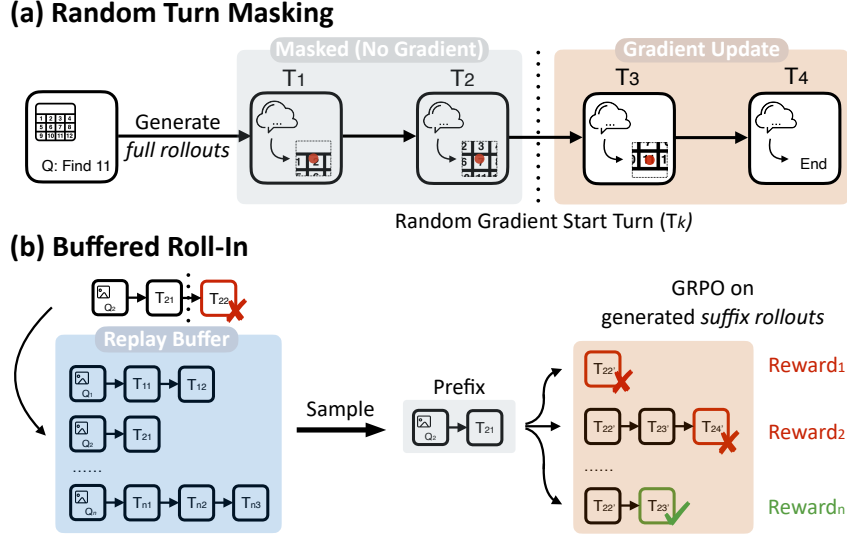 (a) Random Turn Masking
Masked (No Gradient)
Gradient Update
T1
T2
T3
T4
1 2 3 4
5 6 7 8
9 10 11 12
Q: Find 11
Generate
full rollouts
...
...
...
...
End
Random Gradient Start Turn (Tk)
(b) Buffered Roll-In
Q2
T21
T22
GRPO on
generated suffix rollouts
Replay Buffer
Q1
T11
T12
Q2
T21
......
Qn
Tn1
Tn2
Tn3
Sample
Prefix
Q2
T21
T22'
Reward1
T22'
T23'
T24'
Reward2
......
T22'
T23'
Rewardn